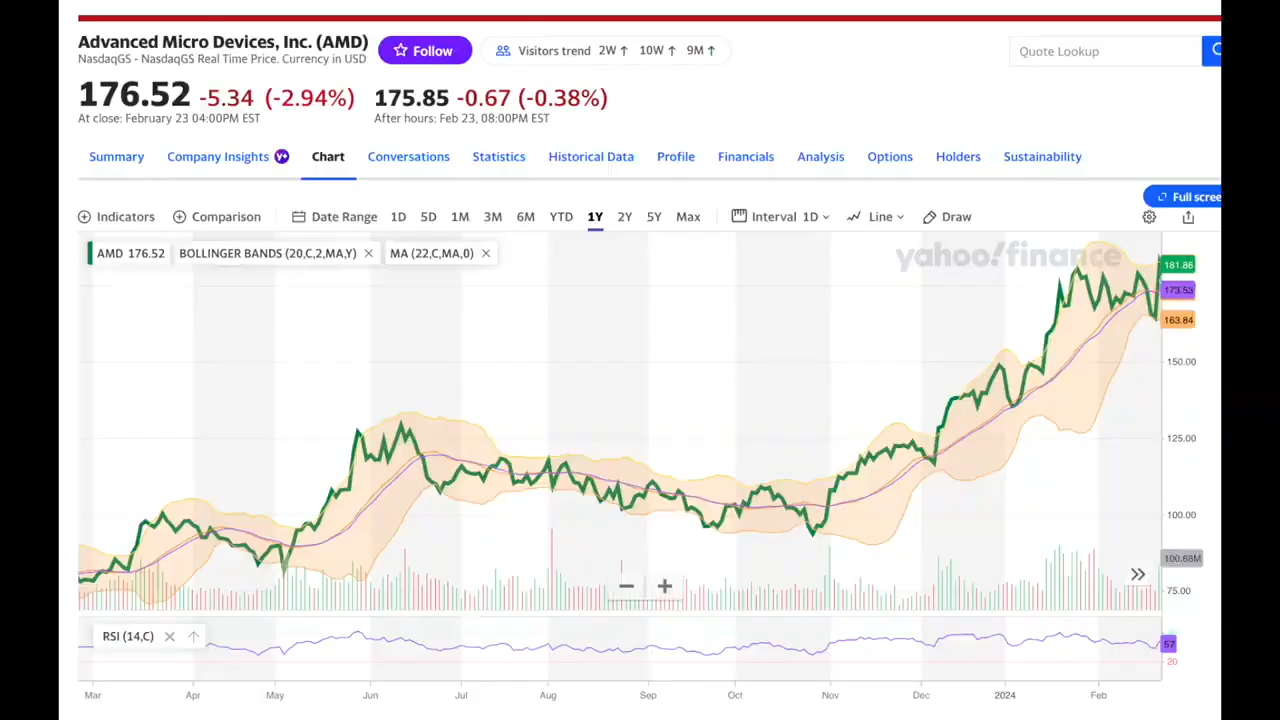 Advanced Micro Devices, Inc. (AMD)
Follow
Visitors trend 2W ↑ 10W ↑ 9M ↑
Quote Lookup
NasdaqGS - NasdaqGS Real Time Price. Currency in USD
176.52 -5.34 (-2.94%) 175.85 -0.67 (-0.38%)
At close: February 23 04:00PM EST After hours: Feb 23, 08:00PM EST
Summary Company Insights Y+ Chart Conversations Statistics Historical Data Profile Financials Analysis Options Holders Sustainability
Full scree
Indicators Comparison Date Range 1D 5D 1M 3M 6M YTD 1Y 2Y 5Y Max Interval 1D Line Draw
AMD 176.52 BOLLINGER BANDS (20,C,2,MA,Y) MA (22,C,MA,0)
yahoo!finance
181.86
173.53
163.84
150.00
125.00
100.00
100.68M
75.00
RSI (14,C)
57
20
Mar Apr May Jun Jul Aug Sep Oct Nov Dec 2024 Feb